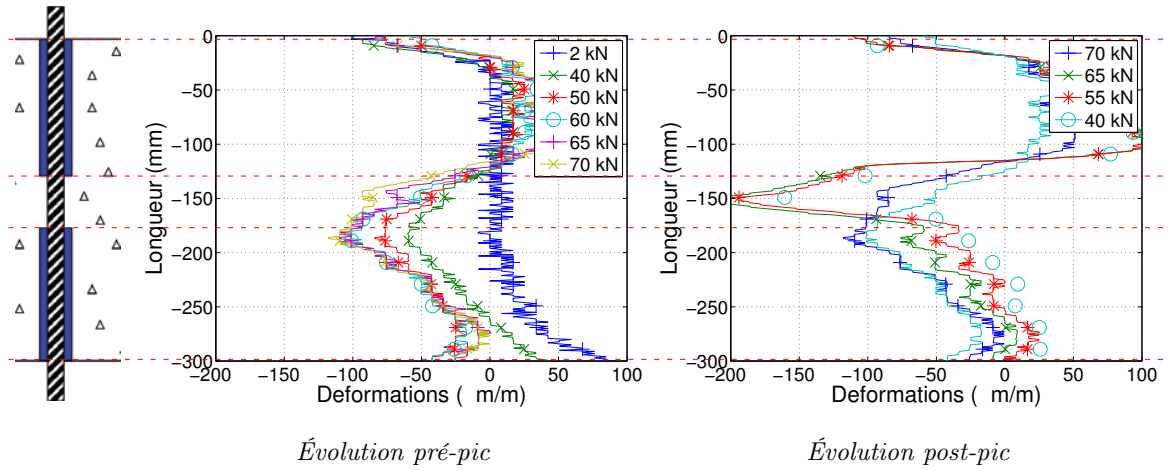 0
−50
−100
−150
−200
−250
−300
Longueur (mm)
−200
−100
0
100
−150
−50
50
Deformations ( m/m)
2 kN
40 kN
50 kN
60 kN
65 kN
70 kN
Évolution pré-pic
0
−50
−100
−150
−200
−250
−300
Longueur (mm)
−200
−150
−100
−50
0
50
100
Deformations ( m/m)
70 kN
65 kN
55 kN
40 kN
Évolution post-pic